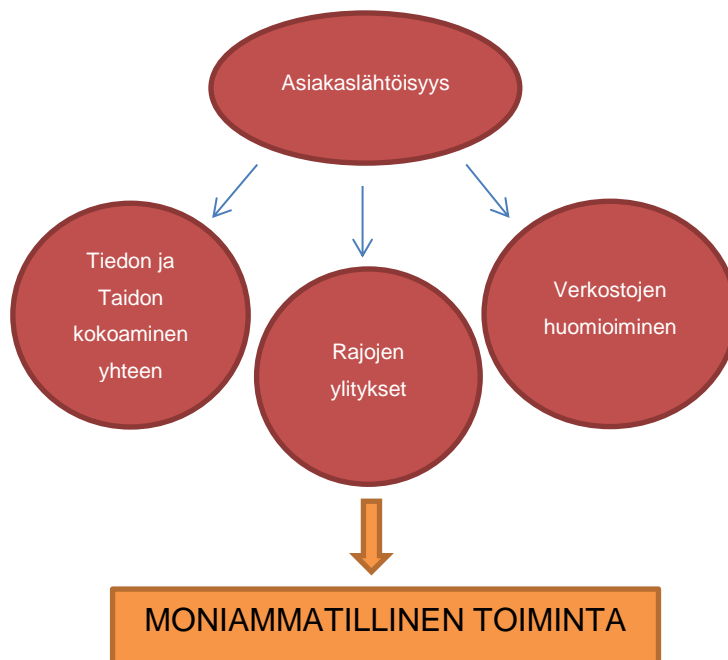 Asiakaslähtöisyys
Tiedon ja
Taidon
kokoaminen
yhteen
Rajojen
ylitykset
Verkostojen
huomioiminen
MONIAMMATILLINEN TOIMINTA